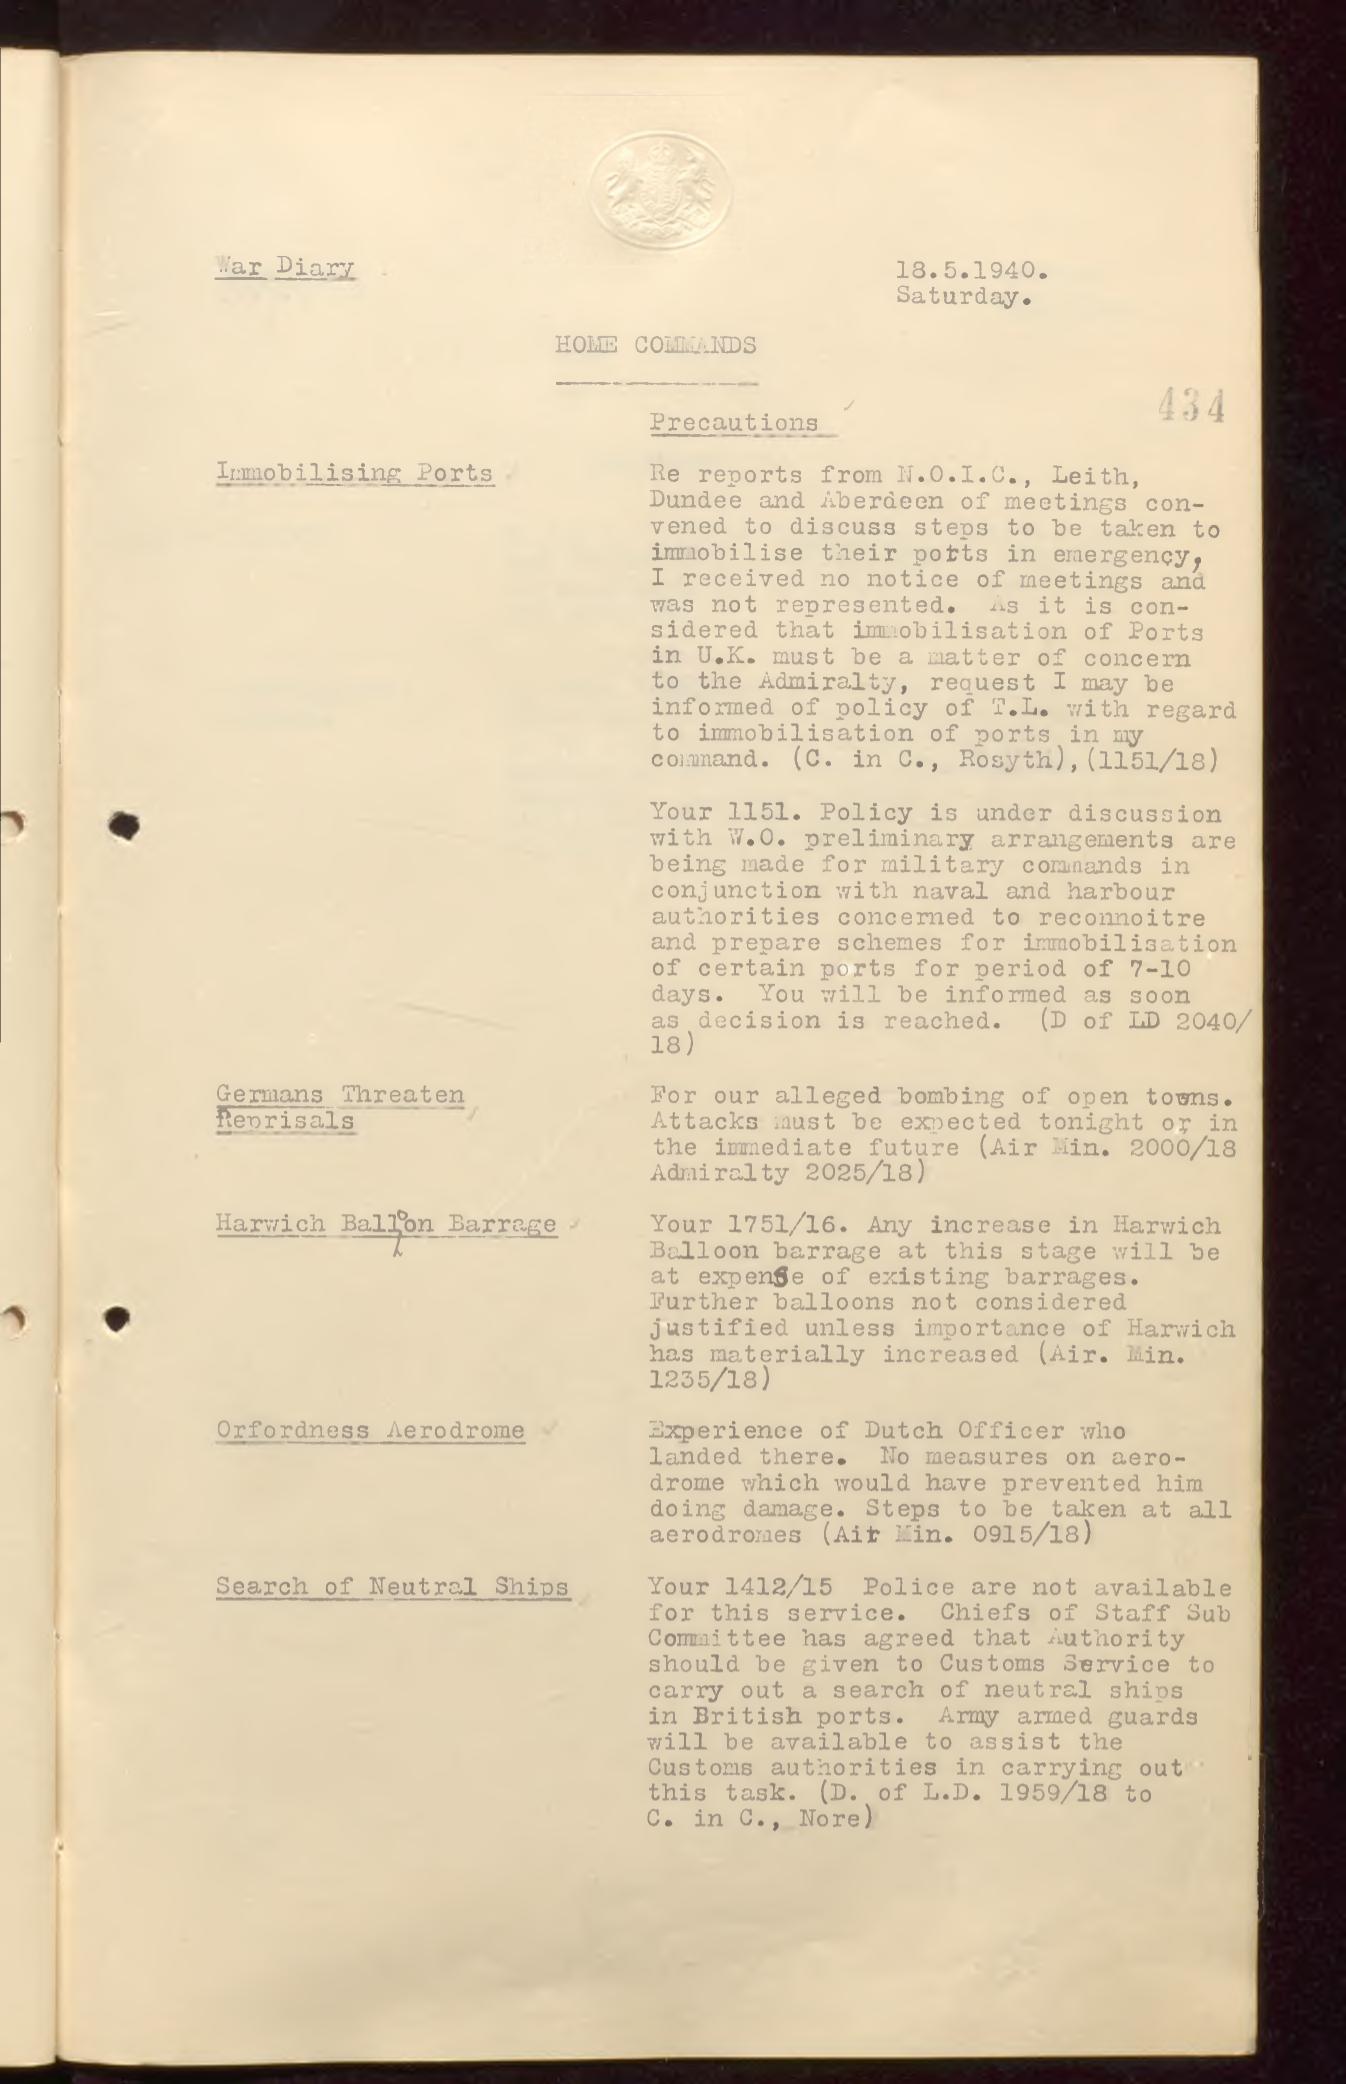 War Diary
18.5.1940.
Saturday.
HOME COMMANDS
434
Precautions
Immobilising Ports
Re reports from N.O.I.C., Leith,
Dundee and Aberdeen of meetings con-
vened to discuss steps to be taken to
immobilise their potts in emergency,
I received no notice of meetings and
was not represented. As it is con-
sidered that immobilisation of Ports
in U.K. must be a matter of concern
to the Admiralty, request I may be
informed of policy of T.L. with regard
to immobilisation of ports in my
command. (C. in C., Rosyth),(1151/18)
Your 1151. Policy is under discussion
with W.O. preliminary arrangements are
being made for military commands in
conjunction with naval and harbour
authorities concerned to reconnoitre
and prepare schemes for immobilisation
of certain ports for period of 7-10
days. You will be informed as soon
as decision is reached. (D of LD 2040/
18)
Germans Threaten
Reprisals
For our alleged bombing of open towns.
Attacks must be expected tonight or in
the immediate future (Air Min. 2000/18
Admiralty 2025/18)
Harwich Balloon Barrage
Your 1751/16. Any increase in Harwich
Balloon barrage at this stage will be
at expense of existing barrages.
Further balloons not considered
justified unless importance of Harwich
has materially increased (Air. Min.
1235/18)
Orfordness Aerodrome
Experience of Dutch Officer who
landed there. No measures on aero-
drome which would have prevented him
doing damage. Steps to be taken at all
aerodromes (Air Min. 0915/18)
Search of Neutral Ships
Your 1412/15 Police are not available
for this service. Chiefs of Staff Sub
Committee has agreed that Authority
should be given to Customs Service to
carry out a search of neutral ships
in British ports. Army armed guards
will be available to assist the
Customs authorities in carrying out
this task. (D. of L.D. 1959/18 to
C. in C., Nore)